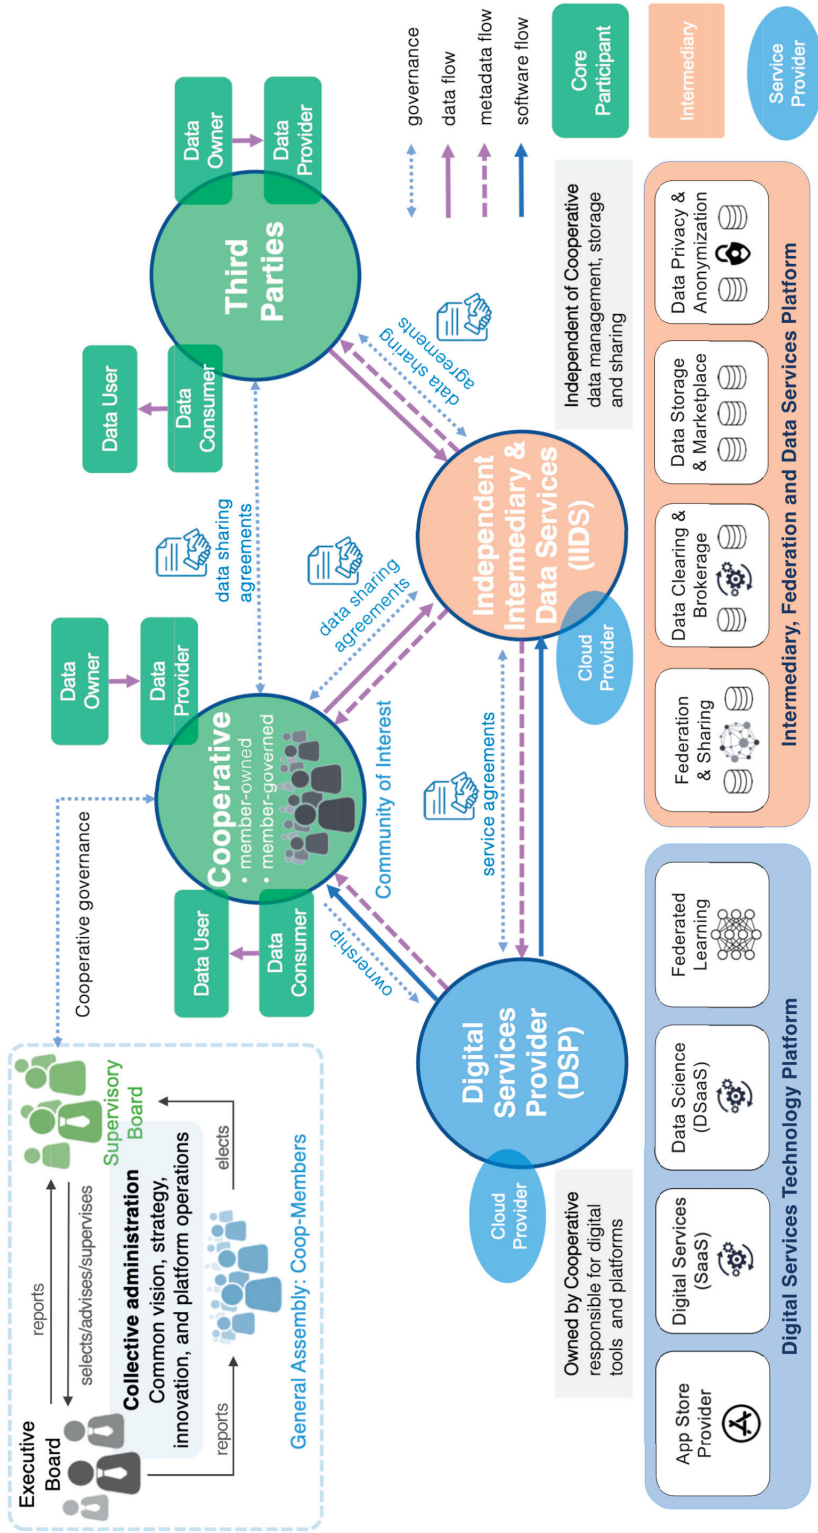 Executive
Board
reports
selects/advises/supervises
Supervisory
Board
Collective administration
Common vision, strategy,
innovation, and platform operations
reports
elects
General Assembly: Coop-Members
Cooperative governance
Data
Owner
Data
Provider
Cooperative
• member-owned
• member-governed
Data User
Data
Consumer
Community of Interest
data sharing
agreements
Data User
Data
Consumer
Third
Parties
Data
Owner
Data
Provider
ownership
data sharing
agreements
data sharing
agreements
service agreements
Digital
Services
Provider
(DSP)
Cloud
Provider
Independent
Intermediary &
Data Services
(IIDS)
Cloud
Provider
governance
data flow
metadata flow
software flow
Core
Participant
Intermediary
Service
Provider
Owned by Cooperative
responsible for digital
tools and platforms
Independent of Cooperative
data management, storage
and sharing
App Store
Provider
Digital Services
(SaaS)
Data Science
(DSaaS)
Federated
Learning
Digital Services Technology Platform
Federation
& Sharing
Data Clearing &
Brokerage
Data Storage
& Marketplace
Data Privacy &
Anonymization
Intermediary, Federation and Data Services Platform